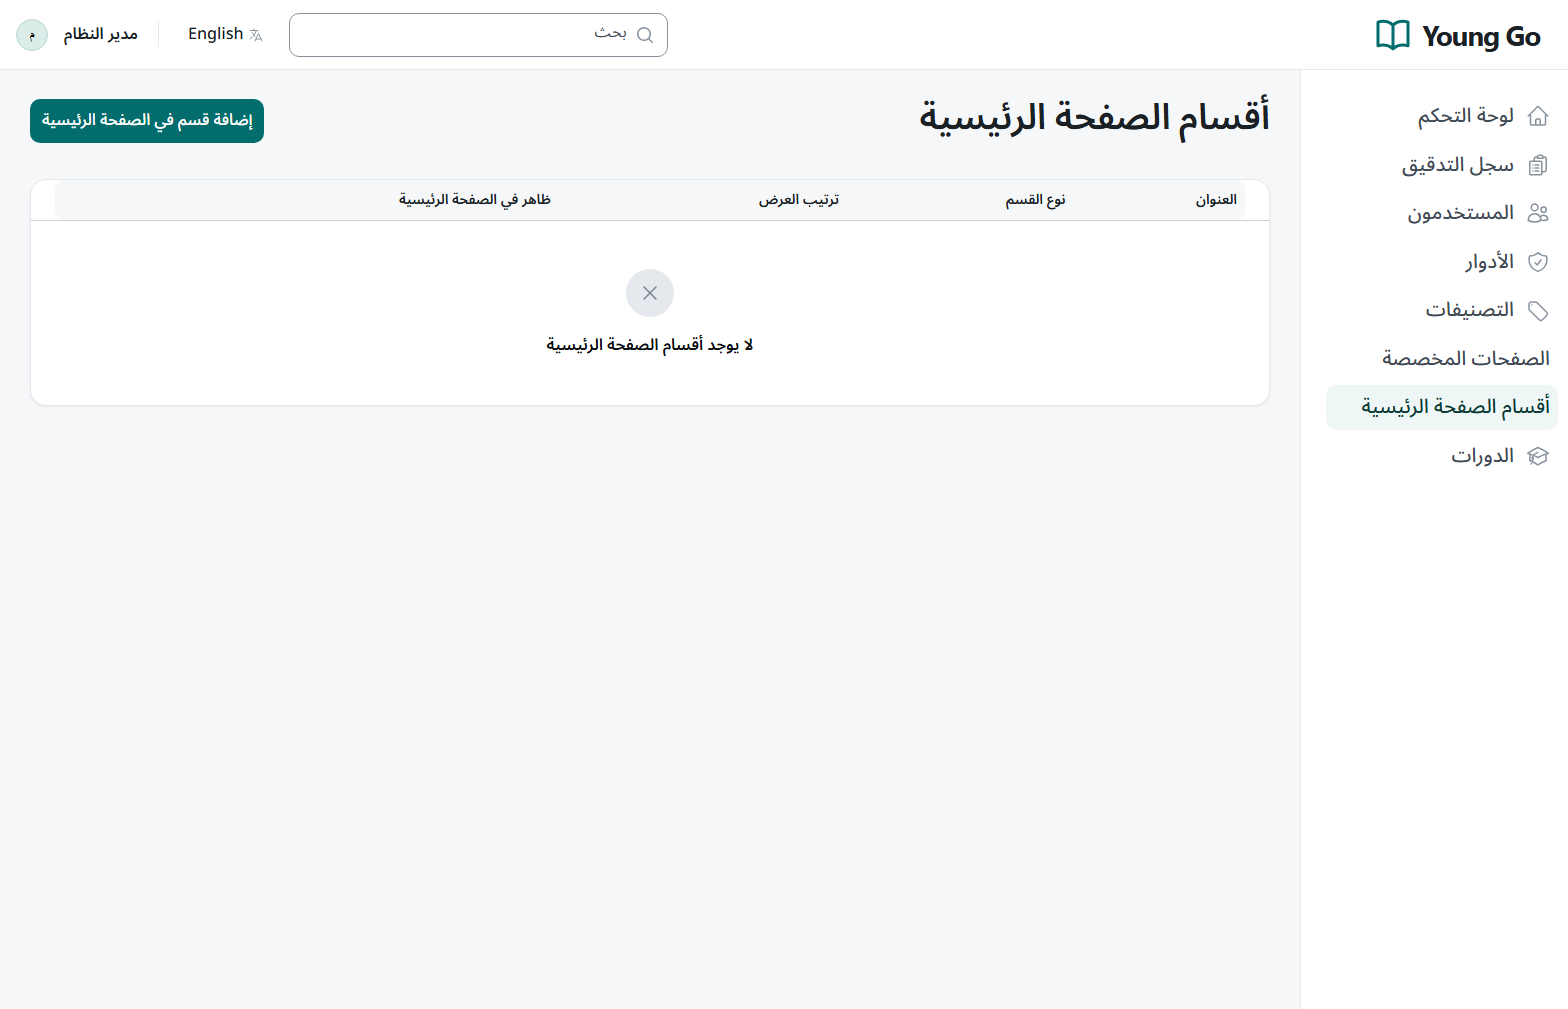 Young Go
بحث
English
مدير النظام
م
لوحة التحكم
سجل التدقيق
المستخدمون
الأدوار
التصنيفات
الصفحات المخصصة
أقسام الصفحة الرئيسية
الدورات
أقسام الصفحة الرئيسية
إضافة قسم في الصفحة الرئيسية
العنوان نوع القسم ترتيب العرض ظاهر في الصفحة الرئيسية
لا يوجد أقسام الصفحة الرئيسية